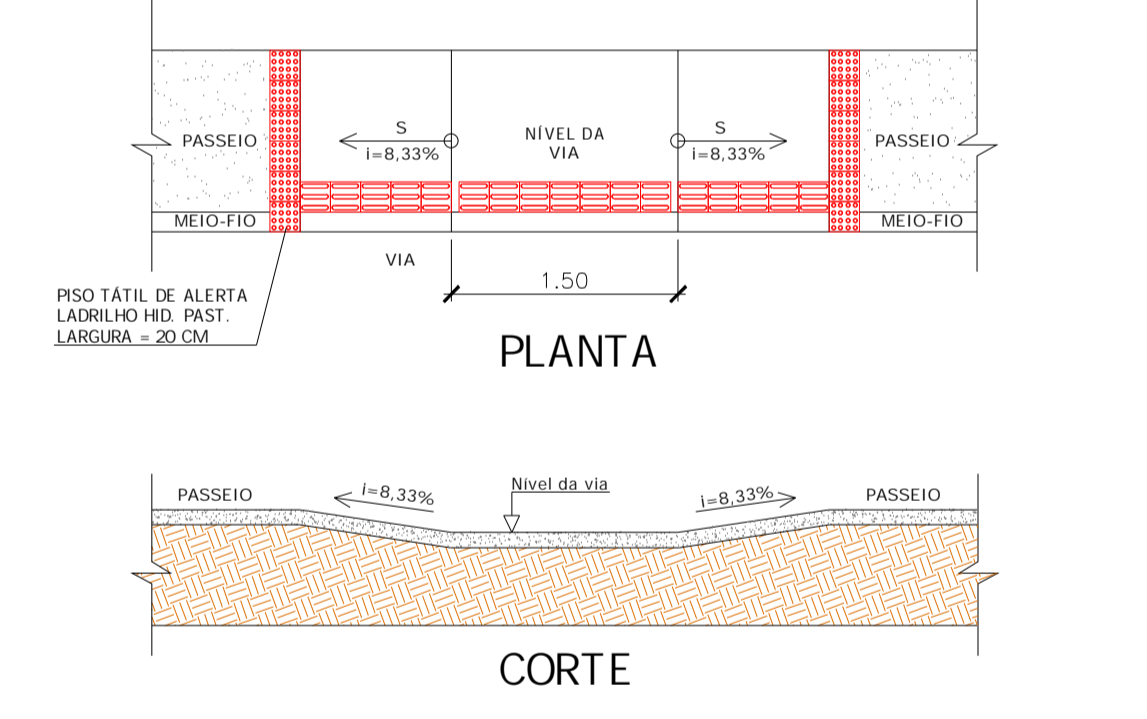 S
i=8,33%
NÍVEL DA
VIA
S
i=8,33%
PASSEIO
PASSEIO
MEIO-FIO
MEIO-FIO
VIA
1.50
PISO TÁTIL DE ALERTA
LADRILHO HID. PAST.
LARGURA = 20 CM
PLANTA
PASSEIO
i=8,33%
Nível da via
i=8,33%
PASSEIO
CORTE